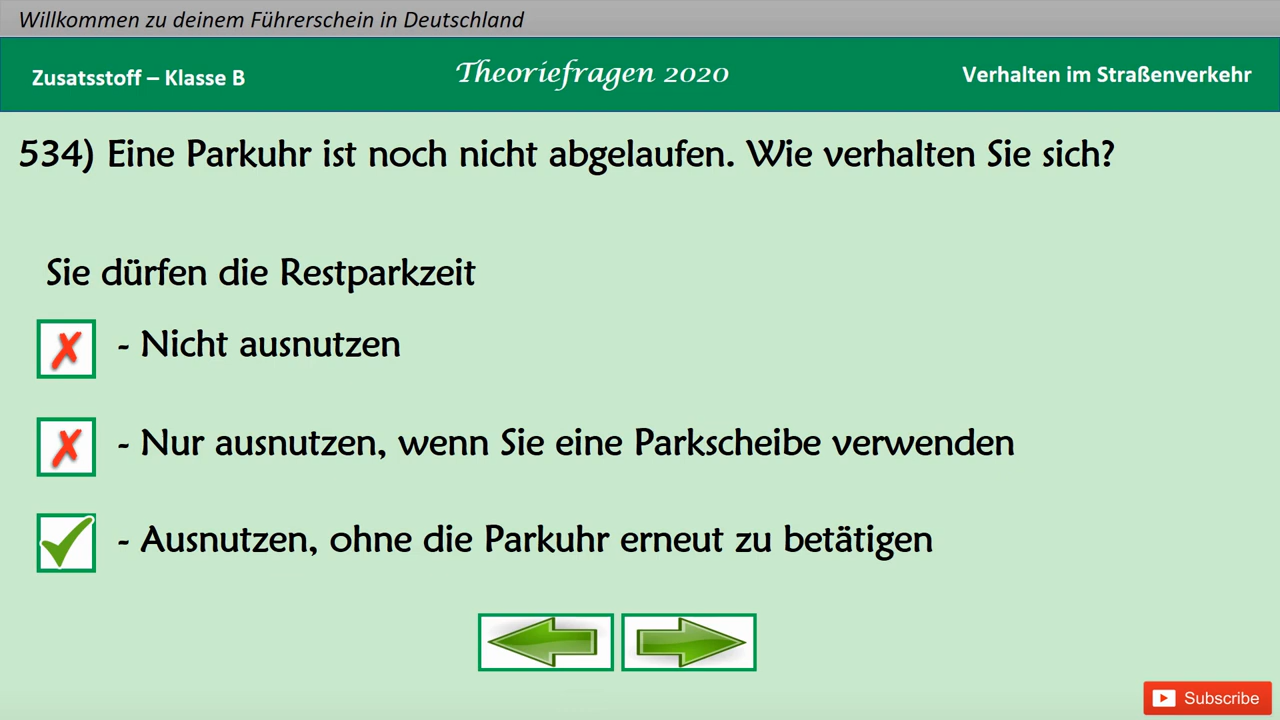 Willkommen zu deinem Führerschein in Deutschland
Zusatsstoff – Klasse B
Theoriefragen 2020
Verhalten im Straßenverkehr
534) Eine Parkuhr ist noch nicht abgelaufen. Wie verhalten Sie sich?
Sie dürfen die Restparkzeit
- Nicht ausnutzen
- Nur ausnutzen, wenn Sie eine Parkscheibe verwenden
- Ausnutzen, ohne die Parkuhr erneut zu betätigen
Subscribe